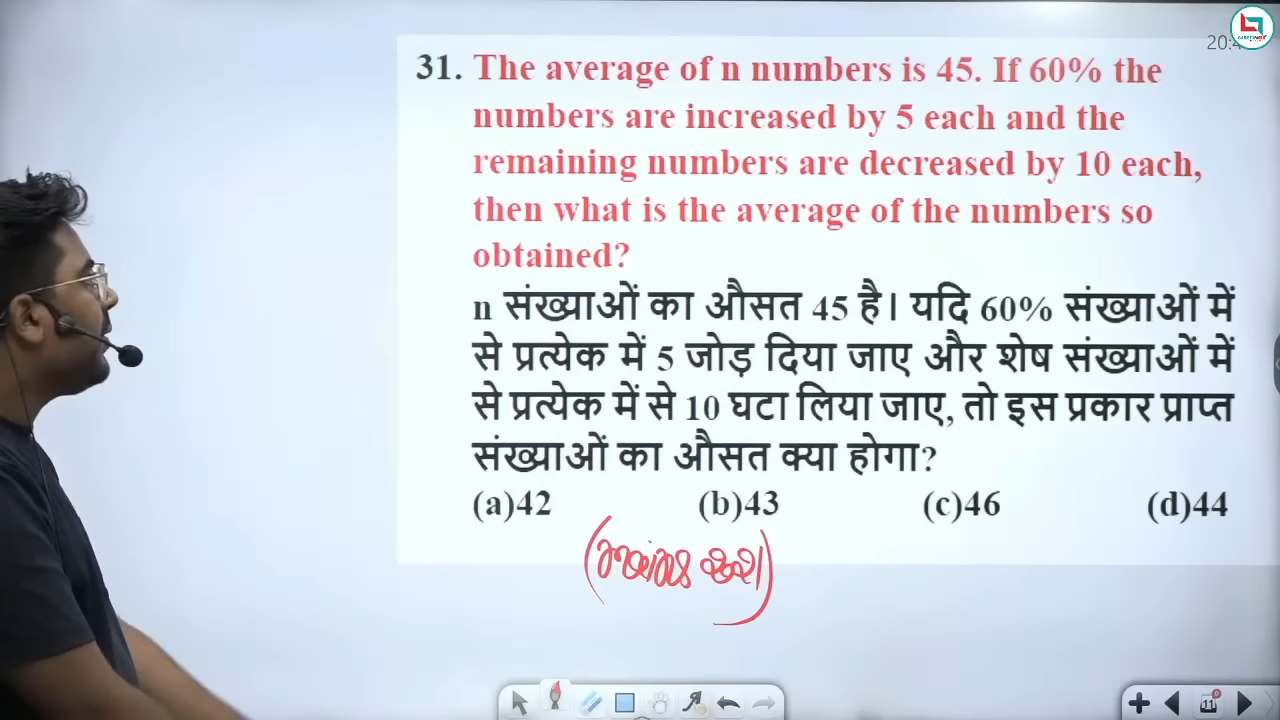 31. The average of n numbers is 45. If 60% the
numbers are increased by 5 each and the
remaining numbers are decreased by 10 each,
then what is the average of the numbers so
obtained?
n संख्याओं का औसत 45 है। यदि 60% संख्याओं में
से प्रत्येक में 5 जोड़ दिया जाए और शेष संख्याओं में
से प्रत्येक में से 10 घटा लिया जाए, तो इस प्रकार प्राप्त
संख्याओं का औसत क्या होगा?
(a)42 (b)43 (c)46 (d)44
11